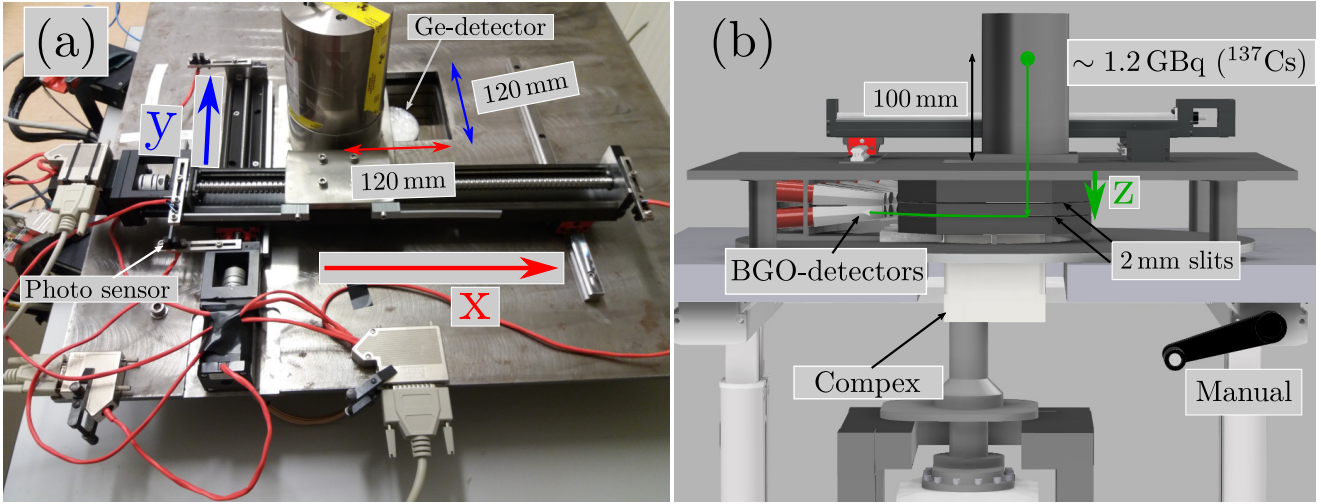 (a)
Ge-detector
120 mm
y
120 mm
Photo sensor
x
(b)
~ 1.2 GBq (¹³⁷Cs)
100 mm
z
BGO-detectors
2 mm slits
Compex
Manual